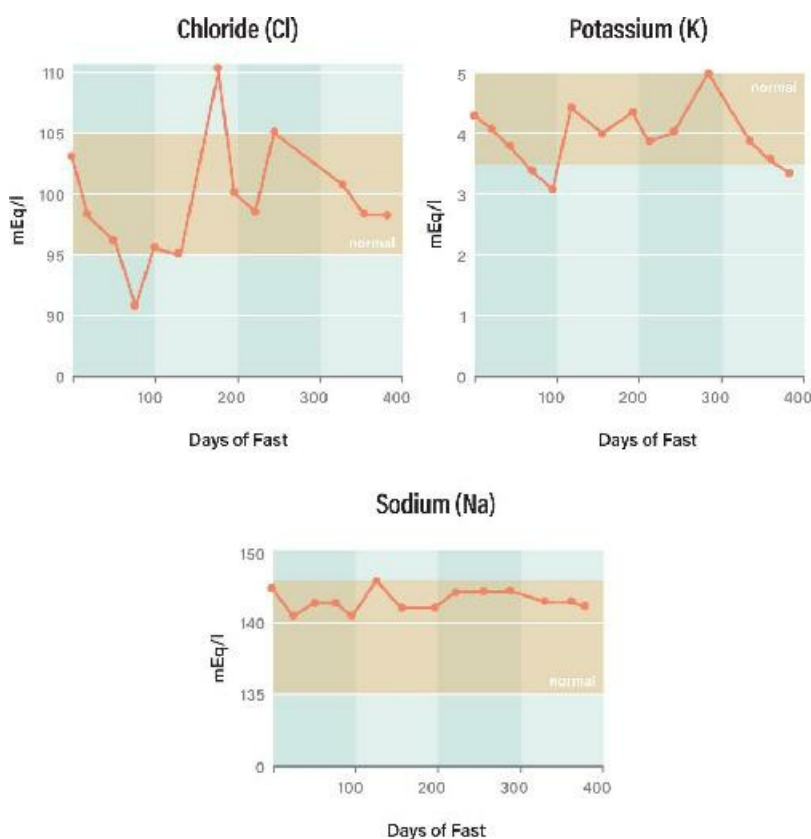 Chloride (Cl)
110
105
100
95
90
0
mEq/l
normal
100
200
300
400
Days of Fast
Potassium (K)
5
4
3
2
1
0
mEq/l
normal
100
200
300
400
Days of Fast
Sodium (Na)
150
140
135
0
mEq/l
normal
100
200
300
400
Days of Fast